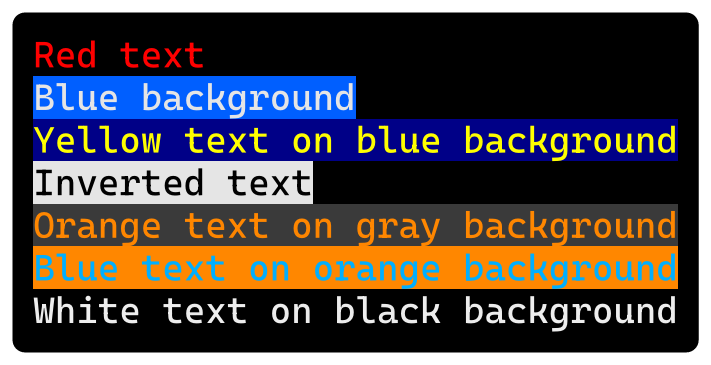 Red text
Blue background
Yellow text on blue background
Inverted text
Orange text on gray background
Blue text on orange background
White text on black background